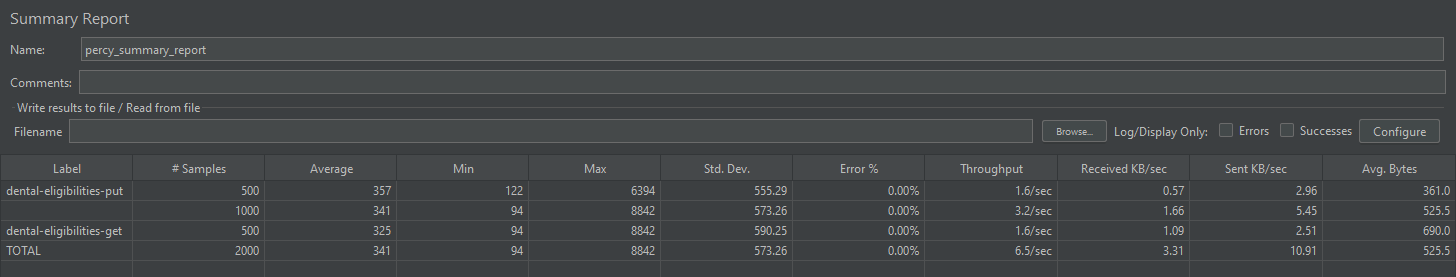 Summary Report
Name: percy_summary_report
Comments:
Write results to file / Read from file
Filename Browse... Log/Display Only: Errors Successes Configure
Label # Samples Average Min Max Std. Dev. Error % Throughput Received KB/sec Sent KB/sec Avg. Bytes
dental-eligibilities-put 500 357 122 6394 555.29 0.00% 1.6/sec 0.57 2.96 361.0
1000 341 94 8842 573.26 0.00% 3.2/sec 1.66 5.45 525.5
dental-eligibilities-get 500 325 94 8842 590.25 0.00% 1.6/sec 1.09 2.51 690.0
TOTAL 2000 341 94 8842 573.26 0.00% 6.5/sec 3.31 10.91 525.5